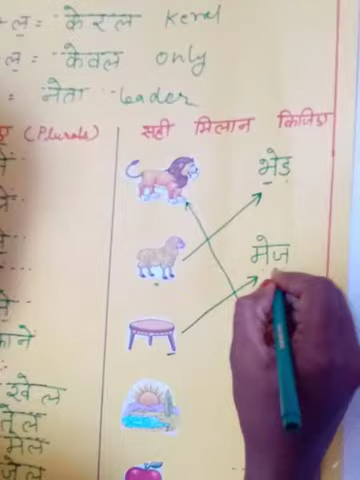 ल = केरल Keral
ल = केवल only
= नेता leader
(Plurals)
सही मिलान किजिए
भेड़
मेज
खेल
तेल
मेल